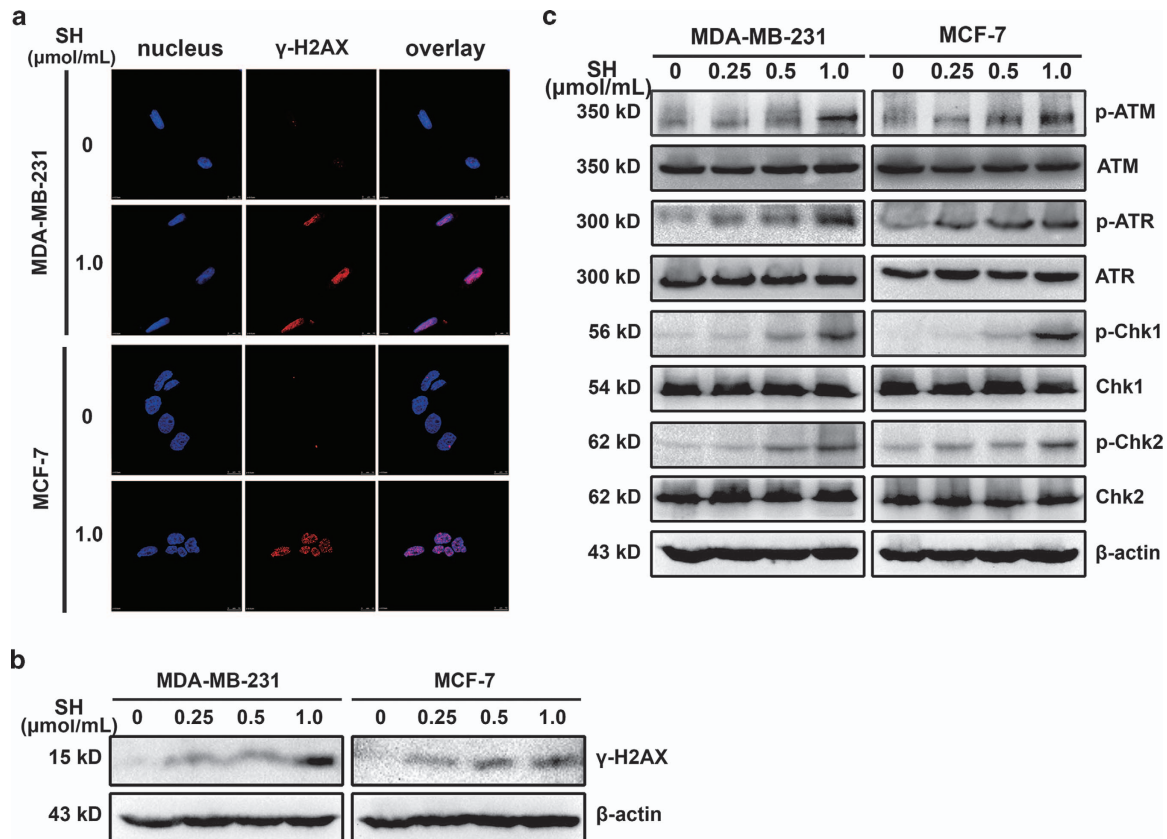 a
SH
(µmol/mL)
nucleus γ-H2AX overlay
MDA-MB-231
0
1.0
MCF-7
0
1.0
b
MDA-MB-231 MCF-7
SH
(µmol/mL)
0 0.25 0.5 1.0 0 0.25 0.5 1.0
15 kD γ-H2AX
43 kD β-actin
c
MDA-MB-231 MCF-7
SH
(µmol/mL)
0 0.25 0.5 1.0 0 0.25 0.5 1.0
350 kD p-ATM
350 kD ATM
300 kD p-ATR
300 kD ATR
56 kD p-Chk1
54 kD Chk1
62 kD p-Chk2
62 kD Chk2
43 kD β-actin